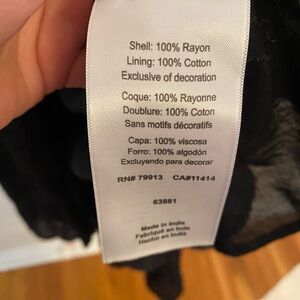 Shell: 100% Rayon
Lining: 100% Cotton
Exclusive of decoration
Coque: 100% Rayonne
Doublure: 100% Coton
Sans motifs décoratifs
Capa: 100% viscosa
Forro: 100% algodón
Excluyendo para decorar
RN# 79913 CA#11414
63881
Made in India
Fabriqué en Inde
Hecho en India